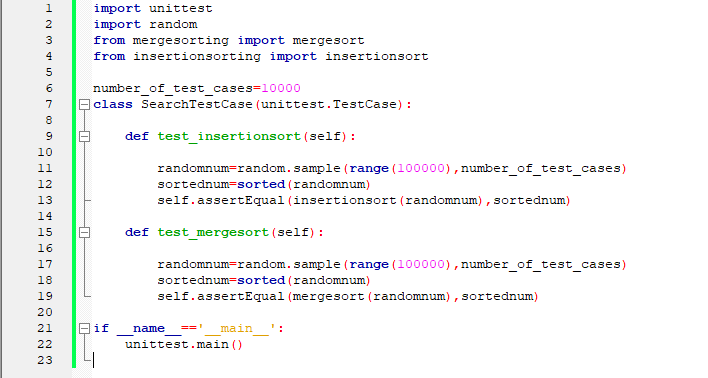 1 import unittest
2 import random
3 from mergesorting import mergesort
4 from insertionsorting import insertionsort
5
6 number_of_test_cases=10000
7 class SearchTestCase(unittest.TestCase):
8
9     def test_insertionsort(self):
10
11         randomnum=random.sample(range(100000),number_of_test_cases)
12         sortednum=sorted(randomnum)
13         self.assertEqual(insertionsort(randomnum),sortednum)
14
15     def test_mergesort(self):
16
17         randomnum=random.sample(range(100000),number_of_test_cases)
18         sortednum=sorted(randomnum)
19         self.assertEqual(mergesort(randomnum),sortednum)
20
21 if __name__=='__main__':
22     unittest.main()
23